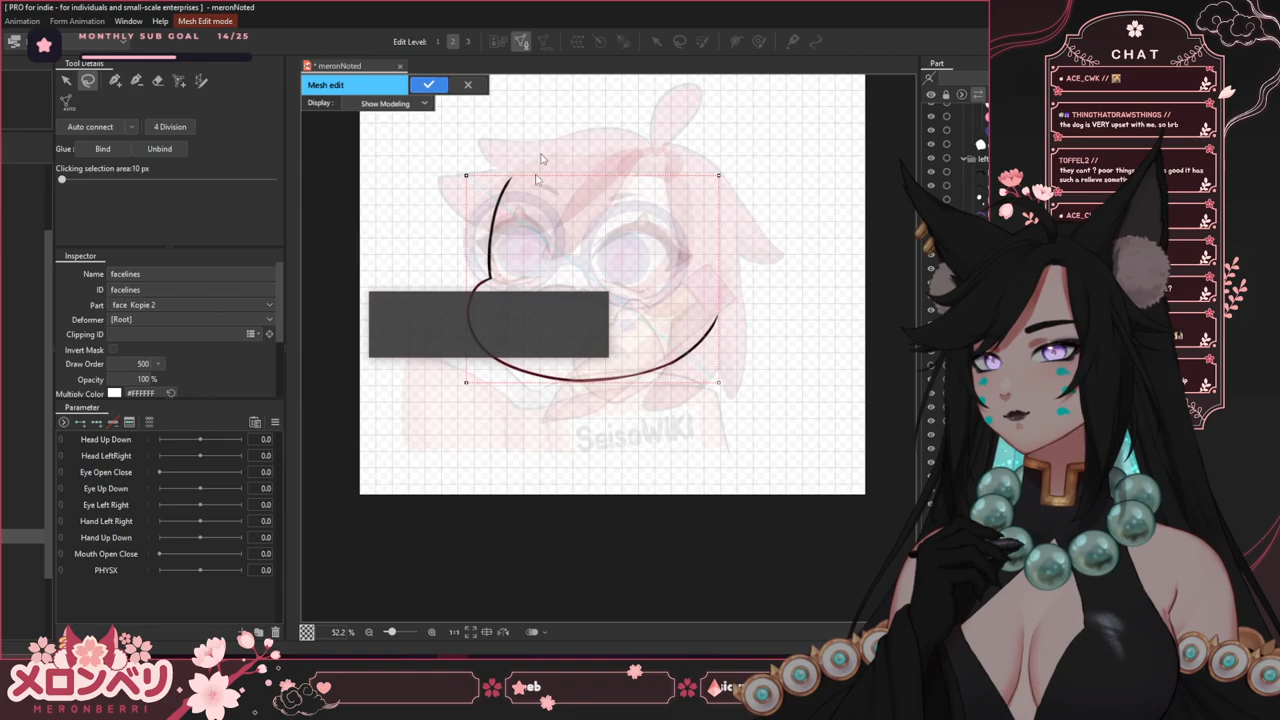 [ PRO for indie - for individuals and small-scale enterprises ] - meronNoted
Animation Form Animation Window Help Mesh Edit mode
MONTHLY SUB GOAL 14/25
Edit Level: 1 2 3
Tool Details
AUTO
Auto connect 4 Division
Glue : Bind Unbind
Clicking selection area:10 px
Inspector
Name facelines
ID facelines
Part face Kopie 2
Deformer [Root]
Clipping ID
Invert Mask
Draw Order 500
Opacity 100 %
Multiply Color #FFFFFF
Parameter
Head Up Down 0.0
Head LeftRight 0.0
Eye Open Close 0.0
Eye Up Down 0.0
Eye Left Right 0.0
Hand Left Right 0.0
Hand Up Down 0.0
Mouth Open Close 0.0
PHYSX 0.0
* meronNoted
Mesh edit
Display : Show Modeling
SeisoWiki
52.2 % 1:1
Part
left
CHAT
ACE_CWK //
THINGTHATDRAWSTHINGS //
the dog is VERY upset with me. so brb
TOFFEL2 //
they cant ? poor things
good it has
such a relieve
メロンベリ
MERONBERRI